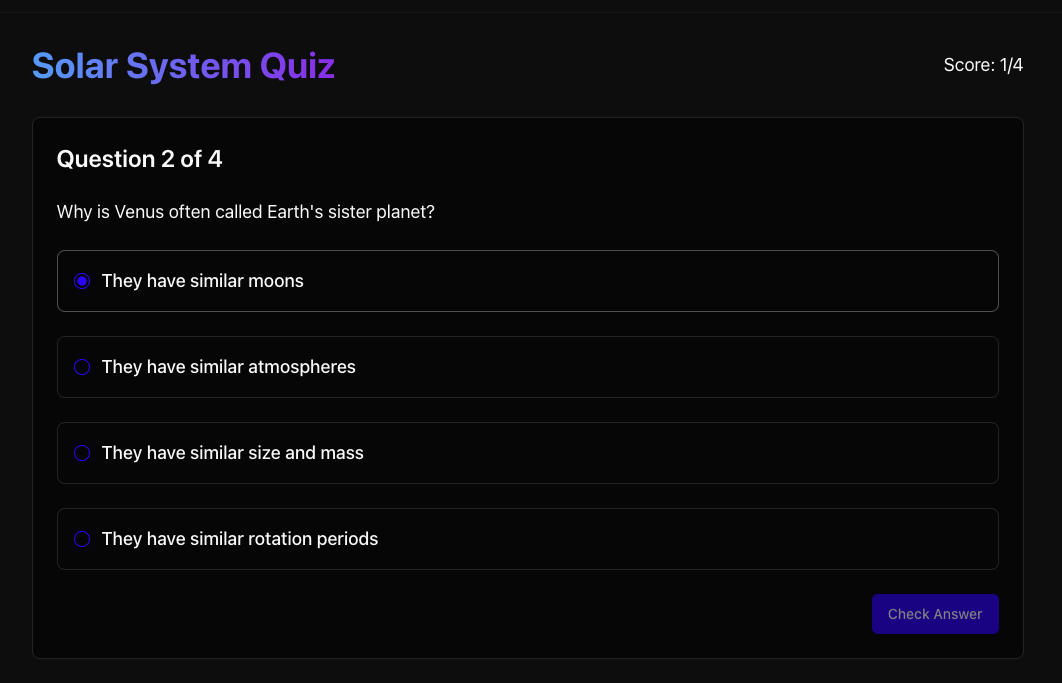 Solar System Quiz
Score: 1/4
Question 2 of 4
Why is Venus often called Earth's sister planet?
They have similar moons
They have similar atmospheres
They have similar size and mass
They have similar rotation periods
Check Answer